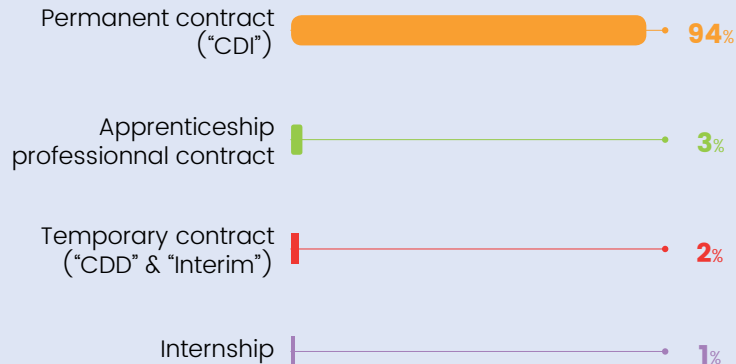 Permanent contract
(“CDI”)
94%
Apprenticeship
professionnal contract
3%
Temporary contract
(“CDD” & “Interim”)
2%
Internship
1%